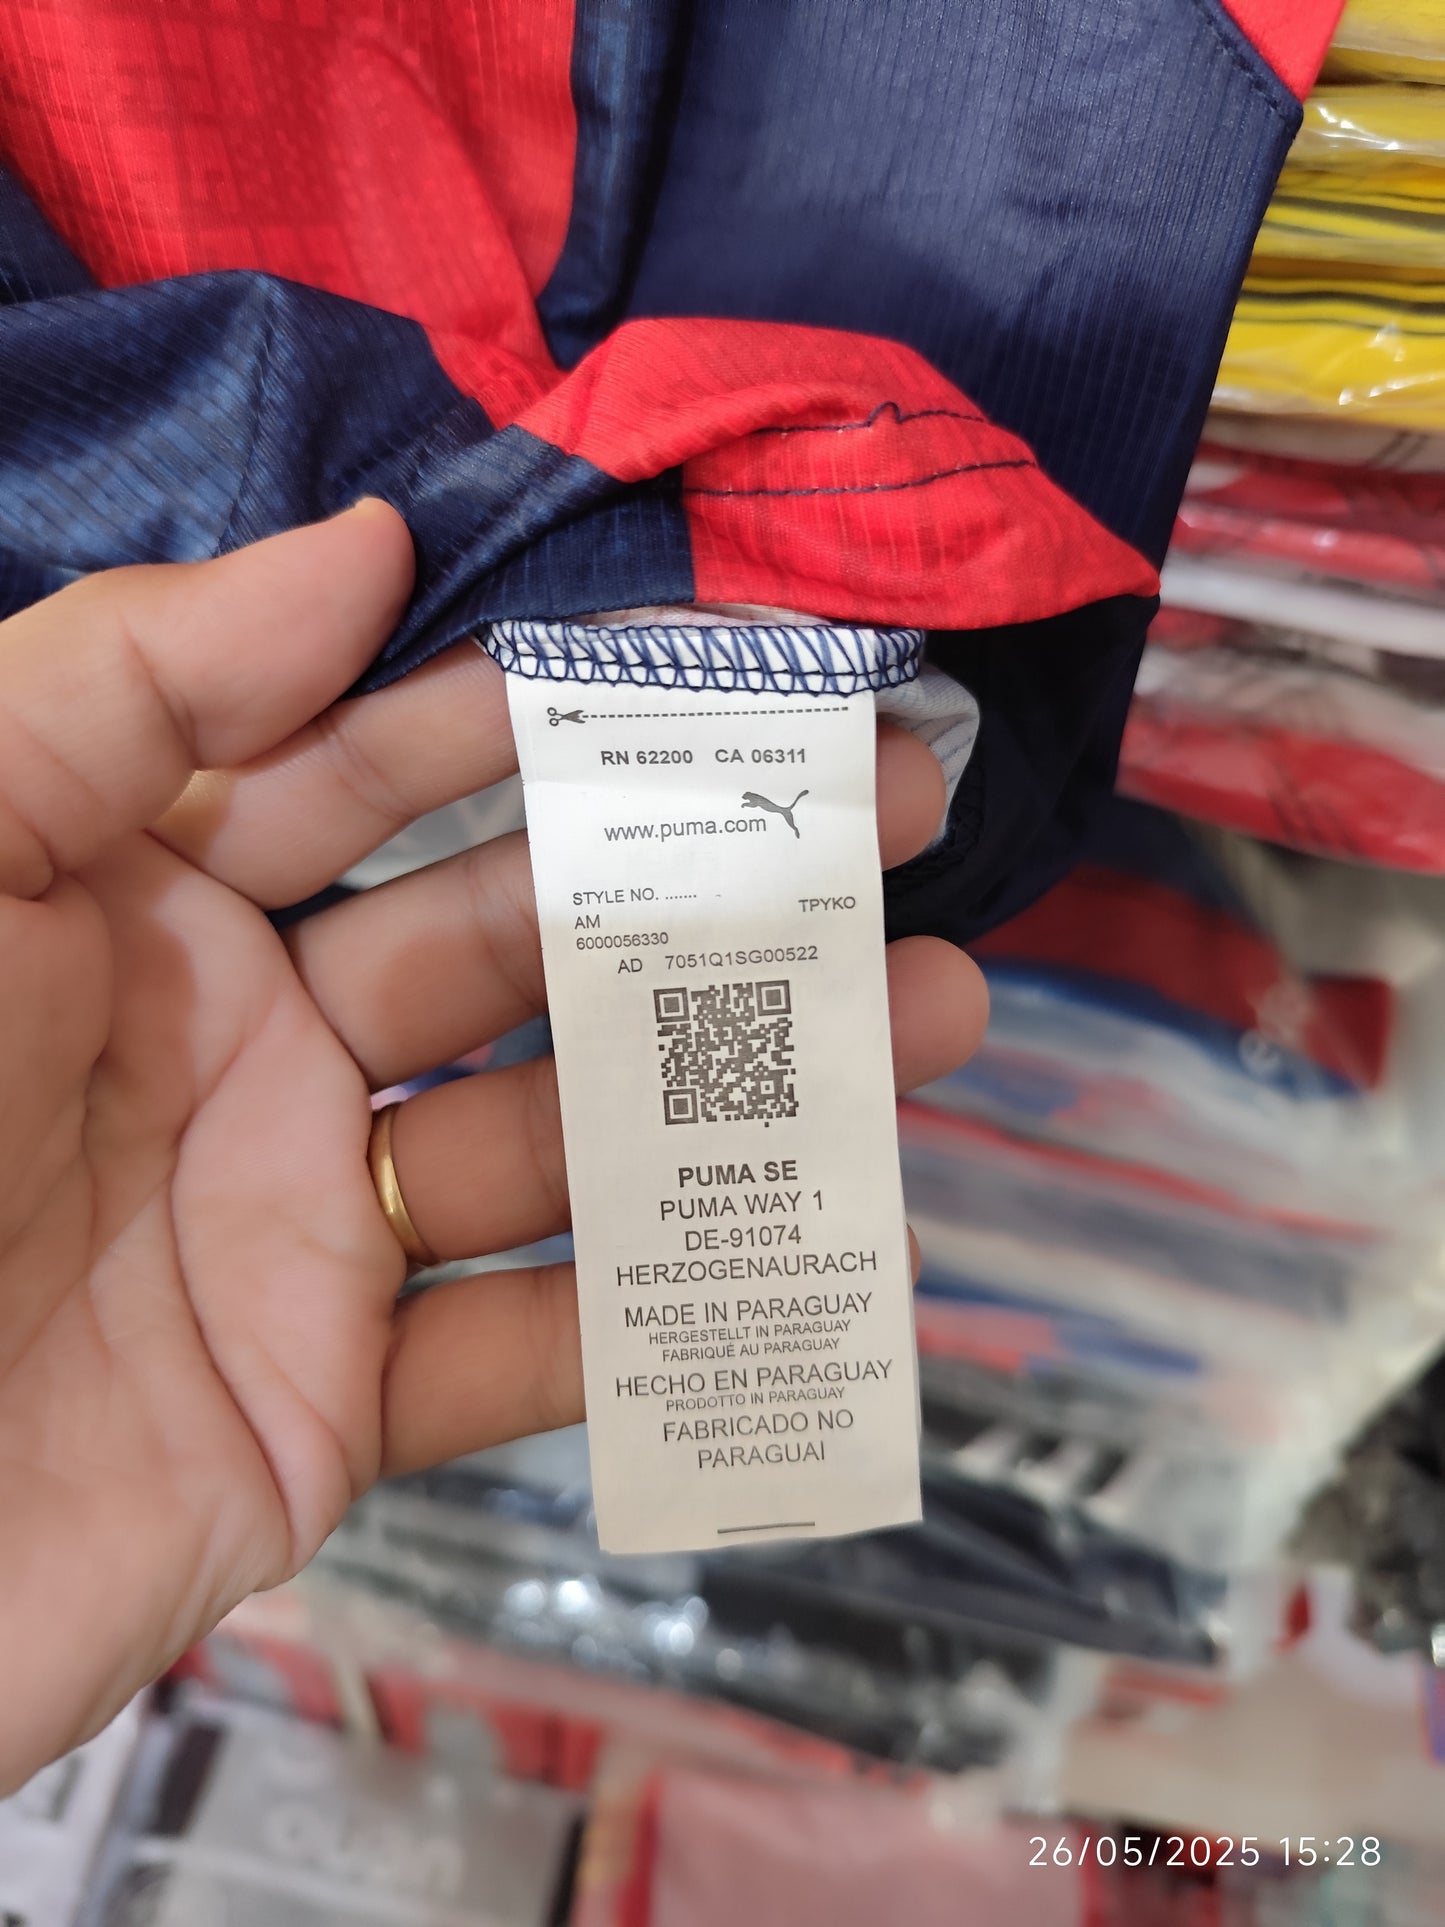 RN 62200 CA 06311
www.puma.com
STYLE NO. .......
AM TPYKO
6000056330
AD 7051Q1SG00522
PUMA SE
PUMA WAY 1
DE-91074
HERZOGENAURACH
MADE IN PARAGUAY
HERGESTELLT IN PARAGUAY
FABRIQUÉ AU PARAGUAY
HECHO EN PARAGUAY
PRODOTTO IN PARAGUAY
FABRICADO NO
PARAGUAI
26/05/2025 15:28